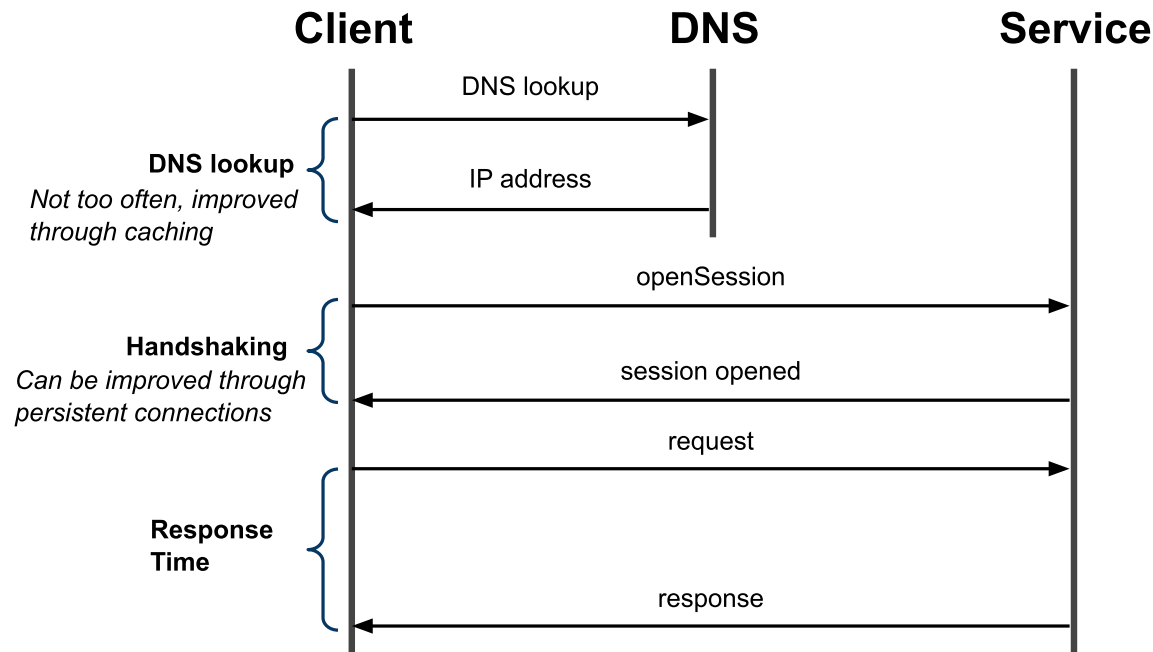 Client
DNS
Service
DNS lookup
DNS lookup
Not too often, improved
through caching
IP address
openSession
Handshaking
Can be improved through
persistent connections
session opened
request
Response
Time
response